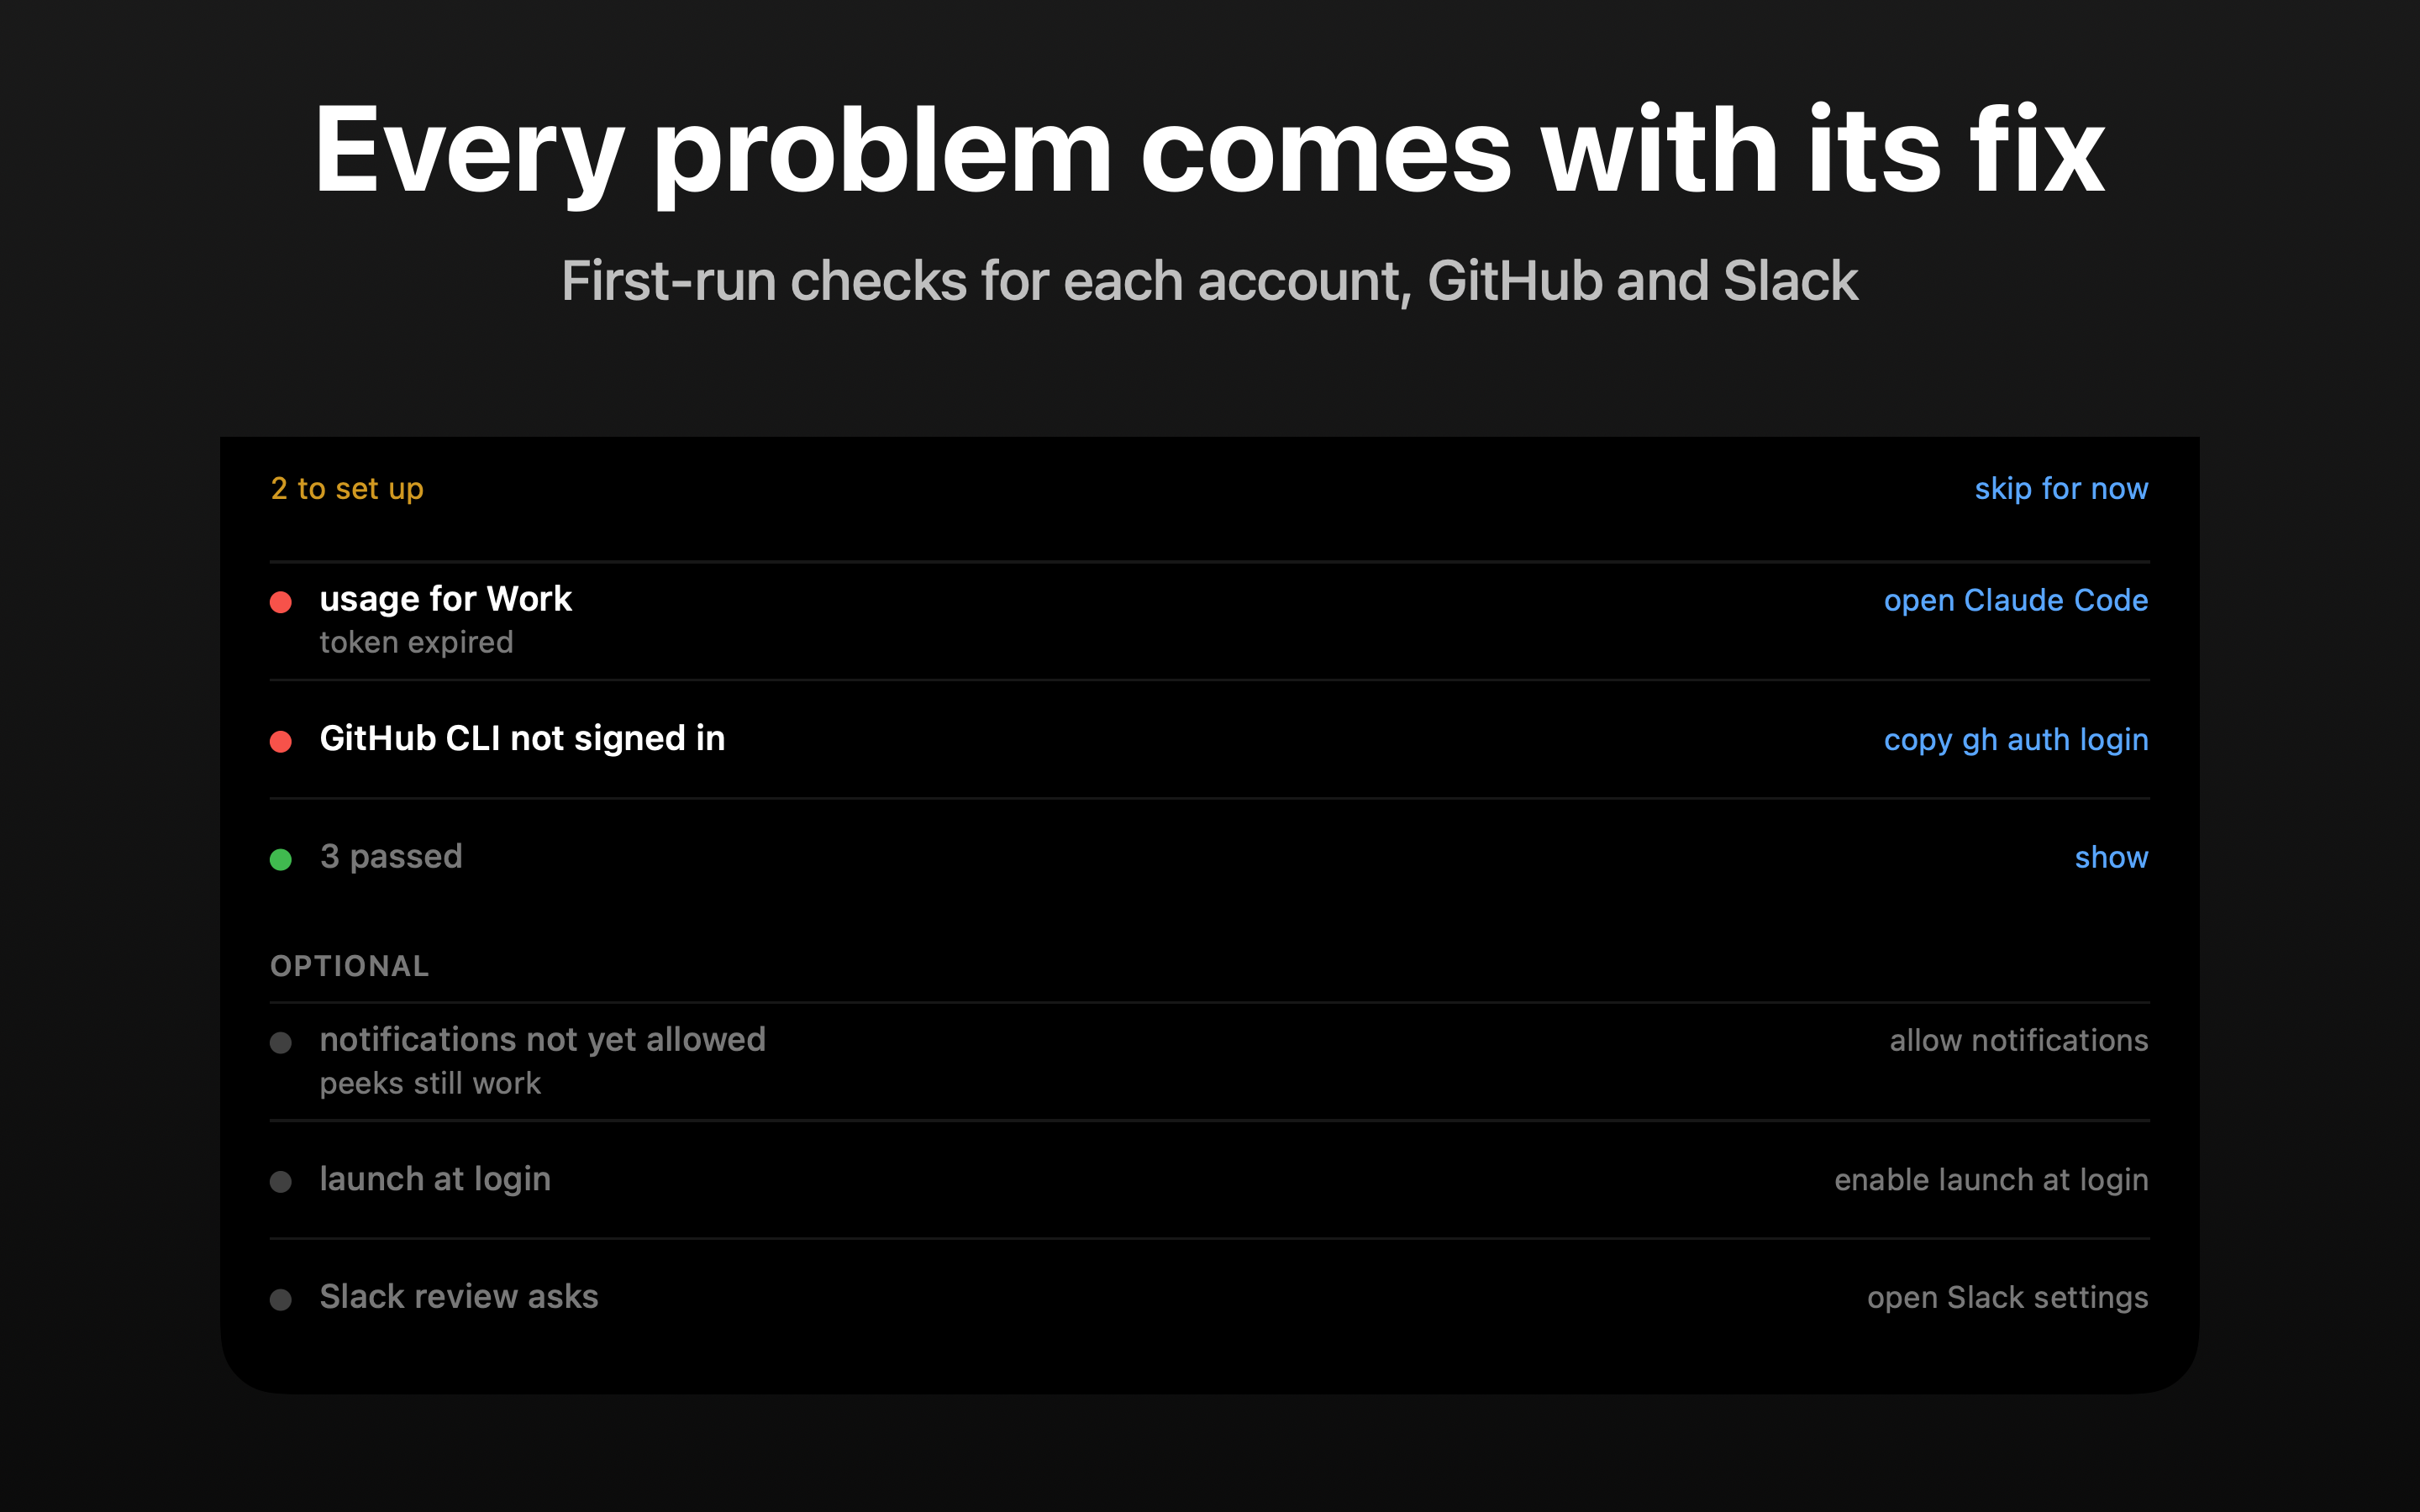 Every problem comes with its fix
First-run checks for each account, GitHub and Slack
2 to set up
skip for now
usage for Work
open Claude Code
token expired
GitHub CLI not signed in
copy gh auth login
3 passed
show
OPTIONAL
notifications not yet allowed
allow notifications
peeks still work
launch at login
enable launch at login
Slack review asks
open Slack settings